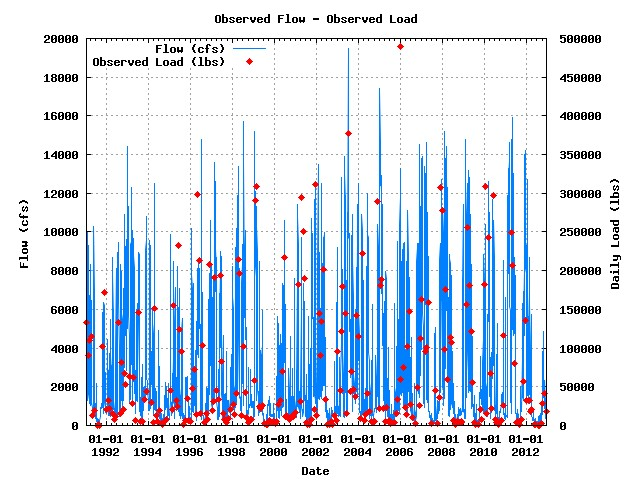 Observed Flow - Observed Load
20000 500000
Flow (cfs)
Observed Load (lbs)
18000 450000
16000 400000
14000 350000
12000 300000
10000 250000
8000 200000
6000 150000
4000 100000
2000 50000
0 0
Flow (cfs)
Daily Load (lbs)
01-01 01-01 01-01 01-01 01-01 01-01 01-01 01-01 01-01 01-01 01-01
1992 1994 1996 1998 2000 2002 2004 2006 2008 2010 2012
Date